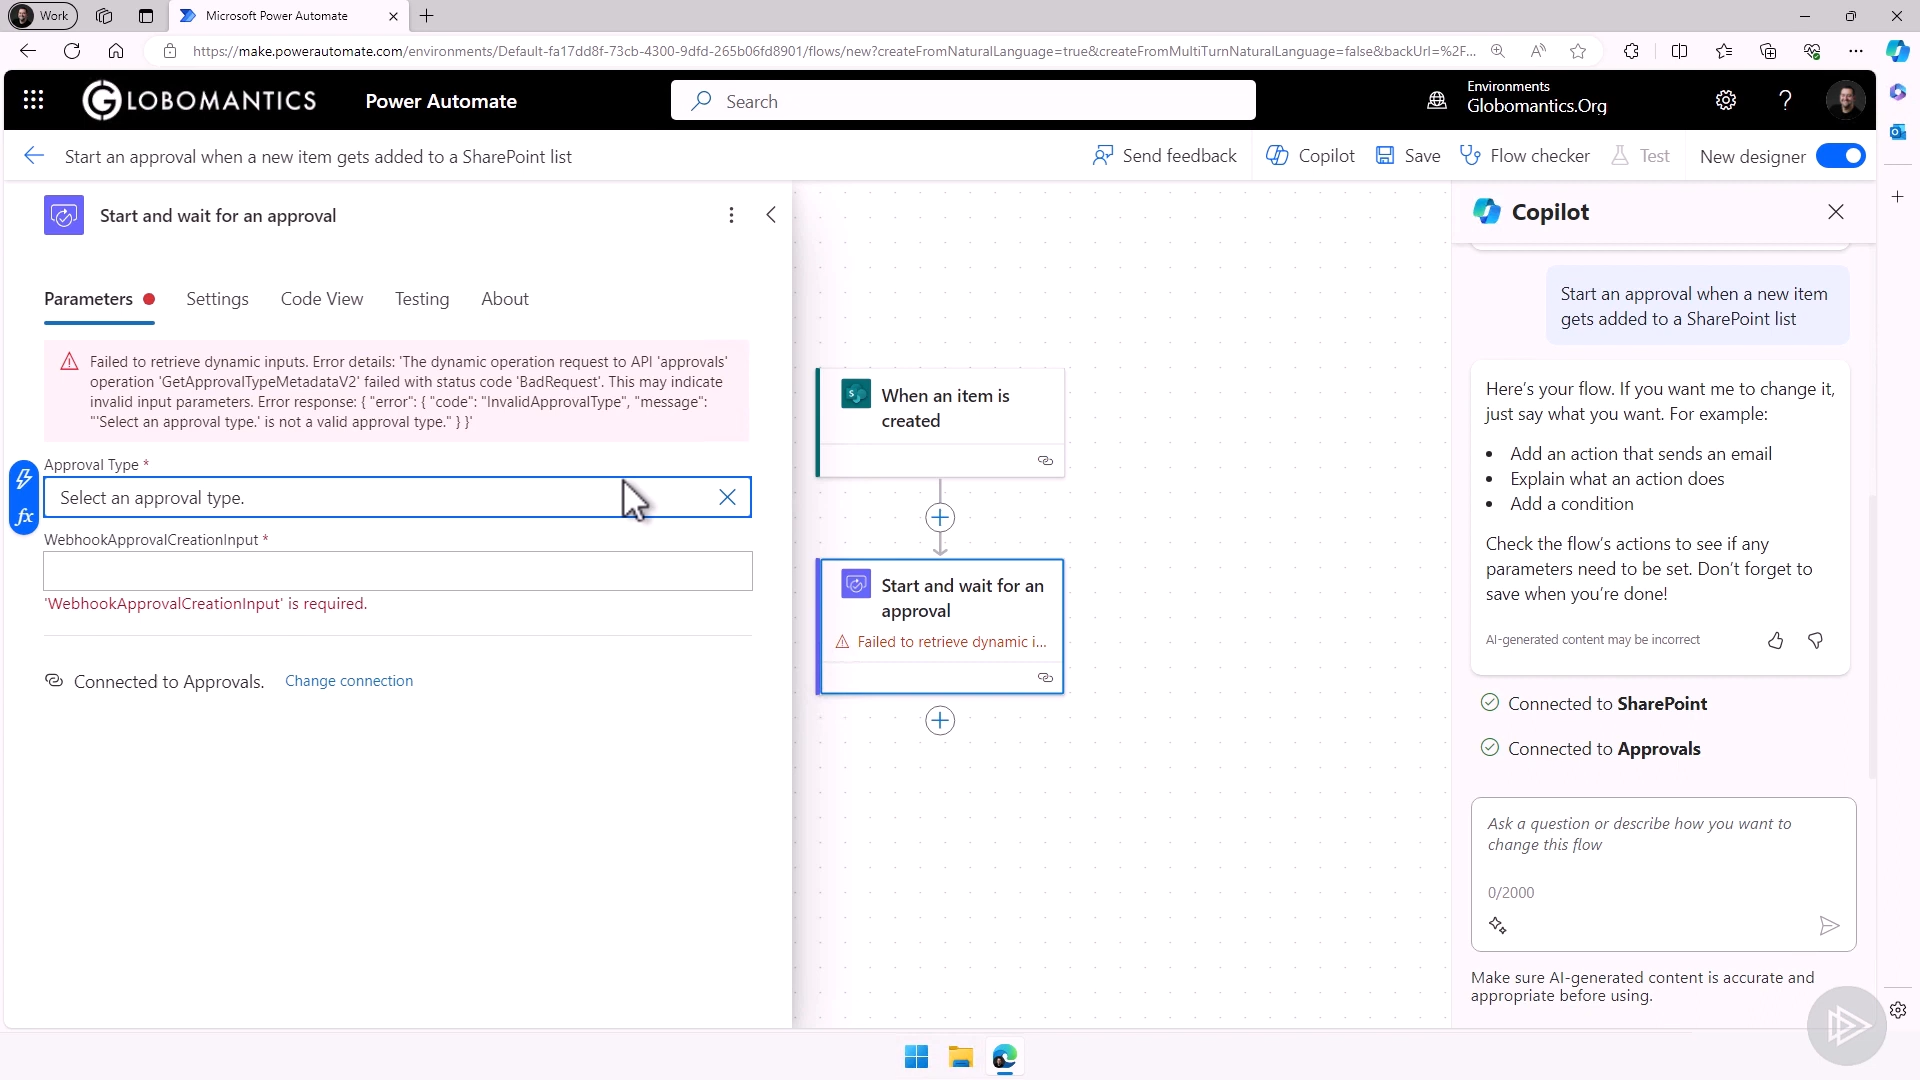 Work
Microsoft Power Automate
https://make.powerautomate.com/environments/Default-fa17dd8f-73cb-4300-9dfd-265b06fd8901/flows/new?createFromNaturalLanguage=true&createFromMultiTurnNaturalLanguage=false&backUrl=%2F...
GLOBOMANTICS
Power Automate
Search
Environments
Globomantics.Org
Start an approval when a new item gets added to a SharePoint list
Send feedback
Copilot
Save
Flow checker
Test
New designer
Start and wait for an approval
Parameters
Settings
Code View
Testing
About
Failed to retrieve dynamic inputs. Error details: 'The dynamic operation request to API 'approvals'
operation 'GetApprovalTypeMetadataV2' failed with status code 'BadRequest'. This may indicate
invalid input parameters. Error response: { "error": { "code": "InvalidApprovalType", "message":
"'Select an approval type.' is not a valid approval type." } }'
Approval Type *
Select an approval type.
fx
WebhookApprovalCreationInput *
'WebhookApprovalCreationInput' is required.
Connected to Approvals.
Change connection
When an item is
created
Start and wait for an
approval
Failed to retrieve dynamic i...
Copilot
Start an approval when a new item
gets added to a SharePoint list
Here's your flow. If you want me to change it,
just say what you want. For example:
• Add an action that sends an email
• Explain what an action does
• Add a condition
Check the flow's actions to see if any
parameters need to be set. Don't forget to
save when you're done!
AI-generated content may be incorrect
Connected to SharePoint
Connected to Approvals
Ask a question or describe how you want to
change this flow
0/2000
Make sure AI-generated content is accurate and
appropriate before using.